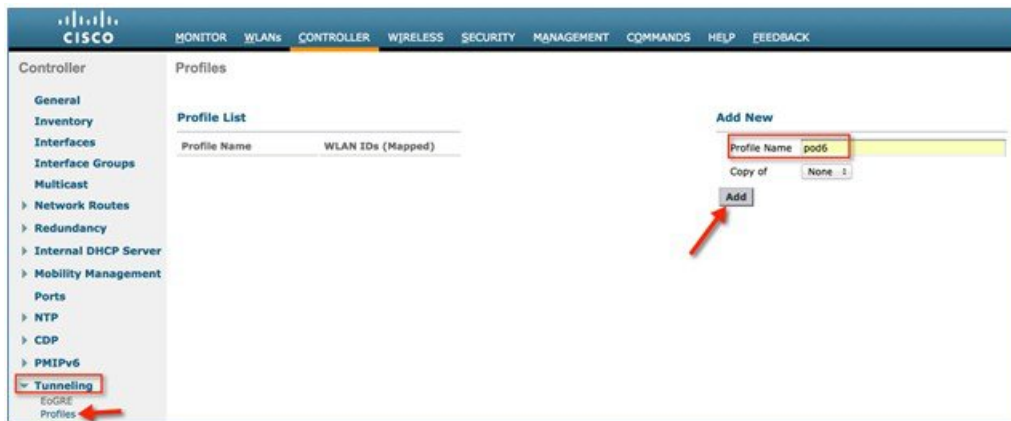 CISCO
MONITOR WLANs CONTROLLER WIRELESS SECURITY MANAGEMENT COMMANDS HELP FEEDBACK
Controller
General
Inventory
Interfaces
Interface Groups
Multicast
Network Routes
Redundancy
Internal DHCP Server
Mobility Management
Ports
NTP
CDP
PMIPv6
Tunneling
EoGRE
Profiles
Profiles
Profile List
Profile Name WLAN IDs (Mapped)
Add New
Profile Name pod6
Copy of None
Add